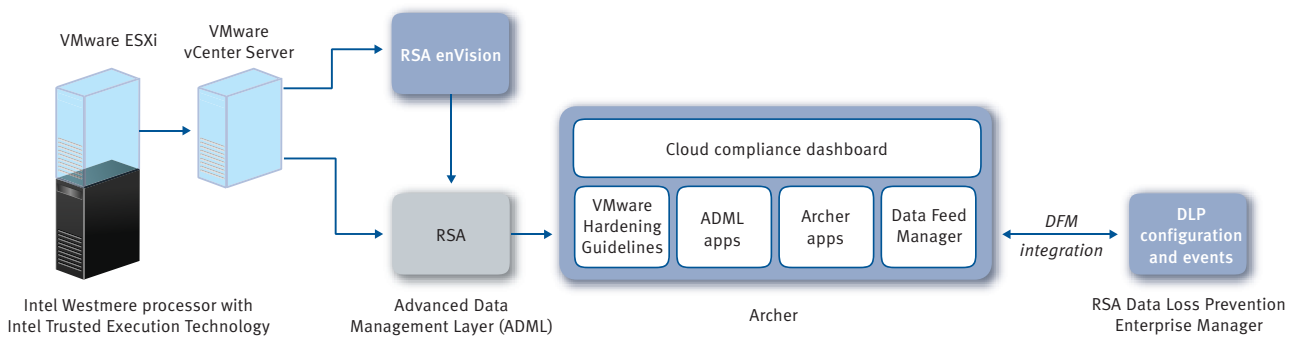 VMware ESXi
VMware
vCenter Server
RSA enVision
Cloud compliance dashboard
VMware
Hardening
Guidelines
ADML
apps
Archer
apps
Data Feed
Manager
RSA
DFM
integration
DLP
configuration
and events
Intel Westmere processor with
Intel Trusted Execution Technology
Advanced Data
Management Layer (ADML)
Archer
RSA Data Loss Prevention
Enterprise Manager